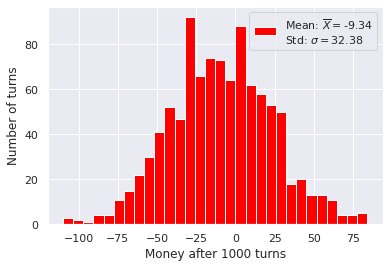 Mean: X̅ = -9.34
Std: σ = 32.38
80
60
40
20
0
Number of turns
−100 −75 −50 −25 0 25 50 75
Money after 1000 turns